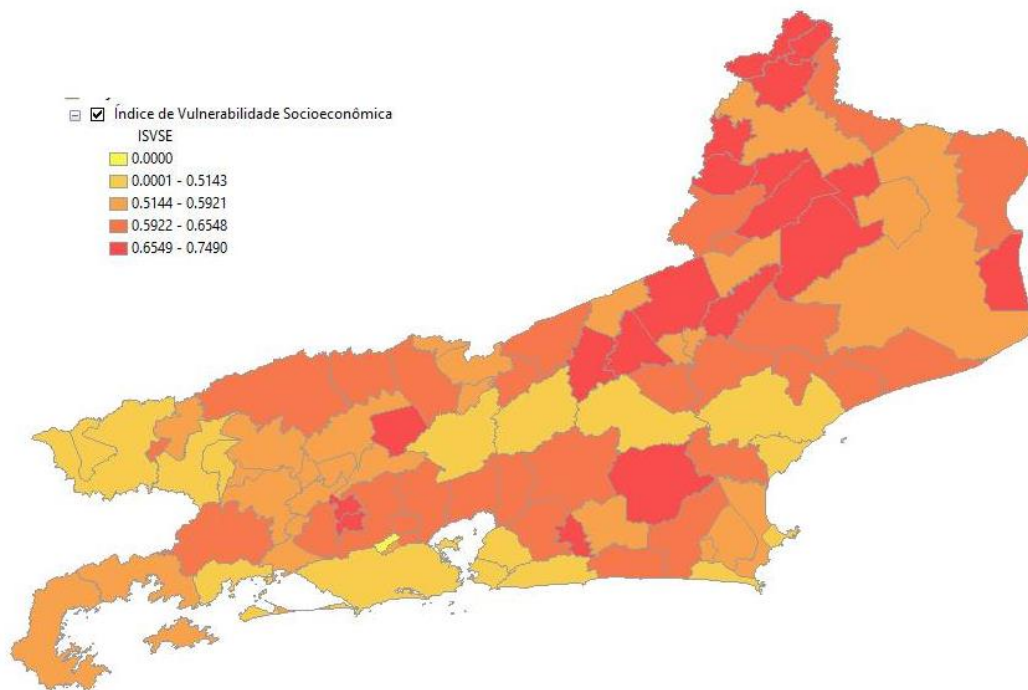 Índice de Vulnerabilidade Socioeconômica
ISVSE
0.0000
0.0001 - 0.5143
0.5144 - 0.5921
0.5922 - 0.6548
0.6549 - 0.7490